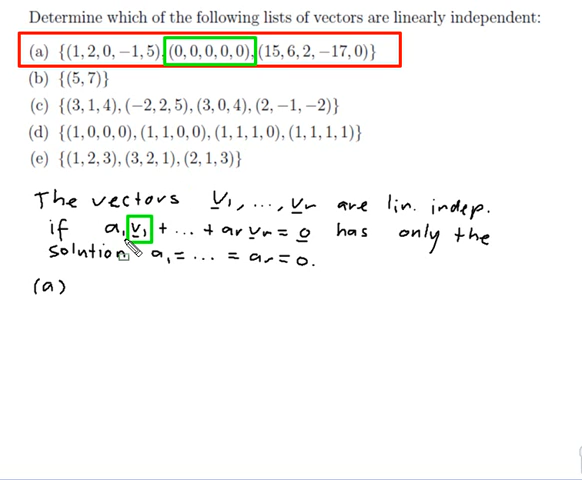 Determine which of the following lists of vectors are linearly independent:
(a) {(1, 2, 0, −1, 5), (0, 0, 0, 0, 0), (15, 6, 2, −17, 0)}
(b) {(5, 7)}
(c) {(3, 1, 4), (−2, 2, 5), (3, 0, 4), (2, −1, −2)}
(d) {(1, 0, 0, 0), (1, 1, 0, 0), (1, 1, 1, 0), (1, 1, 1, 1)}
(e) {(1, 2, 3), (3, 2, 1), (2, 1, 3)}
The vectors v₁, ..., vᵣ are lin. indep.
if a₁v₁ + ... + aᵣvᵣ = 0 has only the
solution a₁ = ... = aᵣ = 0.
(a)